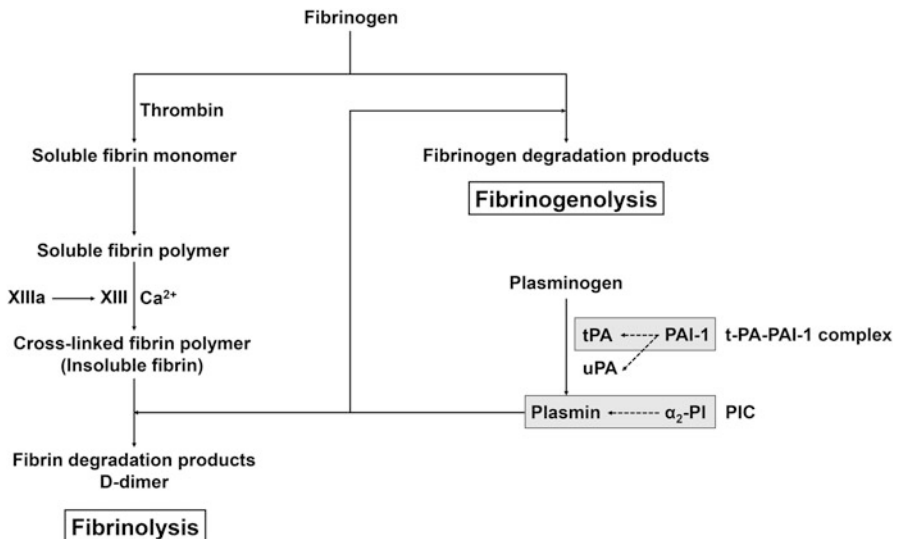 Fibrinogen
Thrombin
Soluble fibrin monomer
Fibrinogen degradation products
Fibrinogenolysis
Soluble fibrin polymer
Plasminogen
XIIIa XIII Ca²⁺
Cross-linked fibrin polymer
(Insoluble fibrin)
tPA PAI-1 t-PA-PAI-1 complex
uPA
Plasmin α₂-PI PIC
Fibrin degradation products
D-dimer
Fibrinolysis